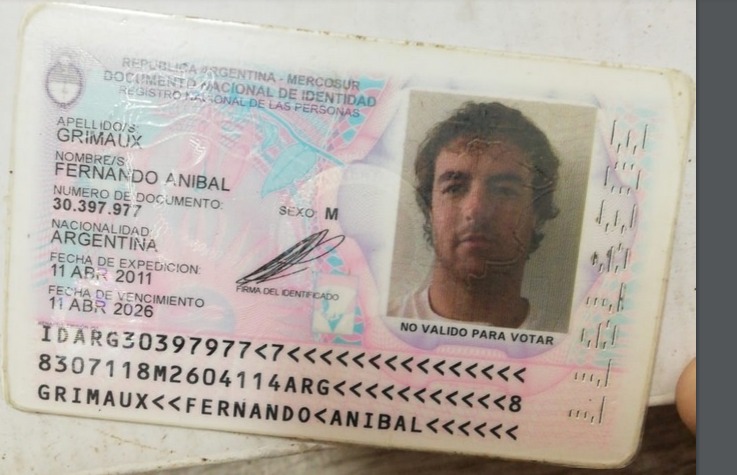 REPUBLICA ARGENTINA - MERCOSUR
DOCUMENTO NACIONAL DE IDENTIDAD
REGISTRO NACIONAL DE LAS PERSONAS
APELLIDO/S:
GRIMAUX
NOMBRE/S
FERNANDO ANIBAL
NUMERO DE DOCUMENTO:
30.397.977
SEXO: M
NACIONALIDAD:
ARGENTINA
FECHA DE EXPEDICION:
11 ABR 2011
FECHA DE VENCIMIENTO
11 ABR 2026
FIRMA DEL IDENTIFICADO
NO VALIDO PARA VOTAR
IDARG30397977<7<<<<<<<<<<<<<<<
8307118M2604114ARG<<<<<<<<<<<8
GRIMAUX<<FERNANDO<ANIBAL<<<<<<